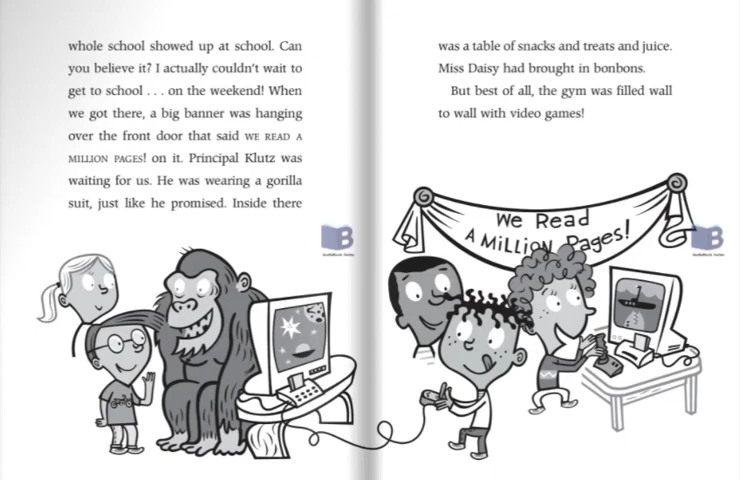 whole school showed up at school. Can
you believe it? I actually couldn't wait to
get to school . . . on the weekend! When
we got there, a big banner was hanging
over the front door that said WE READ A
MILLION PAGES! on it. Principal Klutz was
waiting for us. He was wearing a gorilla
suit, just like he promised. Inside there
was a table of snacks and treats and juice.
Miss Daisy had brought in bonbons.
But best of all, the gym was filled wall
to wall with video games!
We Read
A Million Pages!
B
B